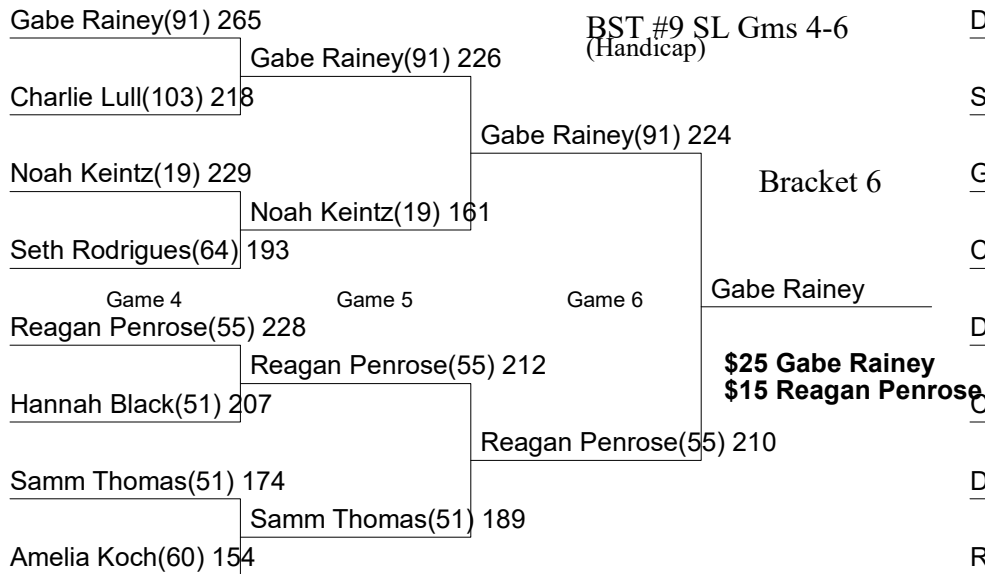 Gabe Rainey(91) 265
BST #9 SL Gms 4-6
(Handicap)
D
Gabe Rainey(91) 226
Charlie Lull(103) 218
S
Gabe Rainey(91) 224
Noah Keintz(19) 229
Bracket 6
G
Noah Keintz(19) 161
Seth Rodrigues(64) 193
C
Game 4
Game 5
Game 6
Gabe Rainey
Reagan Penrose(55) 228
D
Reagan Penrose(55) 212
$25 Gabe Rainey
$15 Reagan Penrose
Hannah Black(51) 207
C
Reagan Penrose(55) 210
Samm Thomas(51) 174
D
Samm Thomas(51) 189
Amelia Koch(60) 154
R